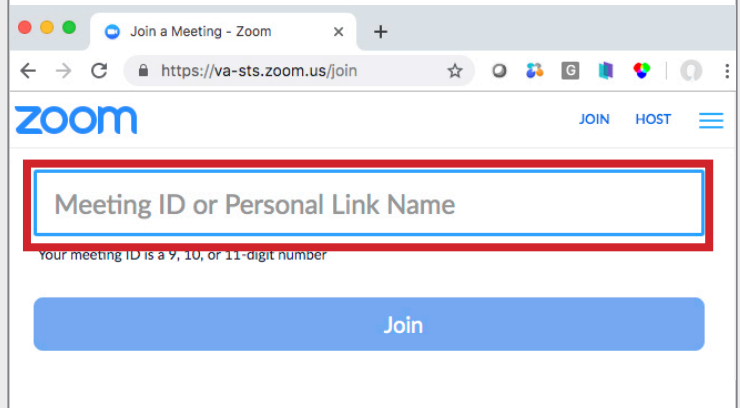 Join a Meeting - Zoom
https://va-sts.zoom.us/join
G
zoom
JOIN HOST
Meeting ID or Personal Link Name
Your meeting ID is a 9, 10, or 11-digit number
Join